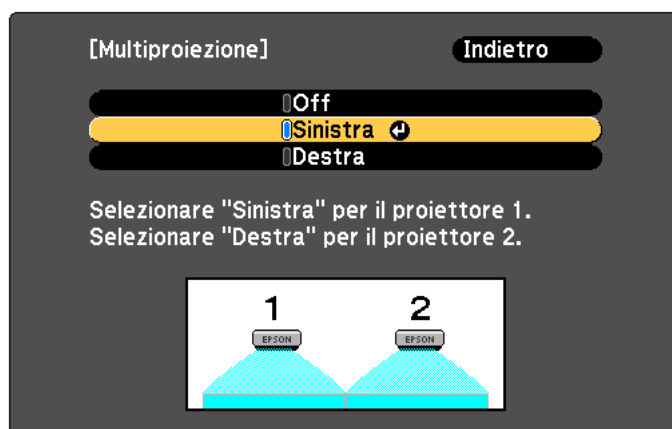 [Multiproiezione] Indietro
Off
Sinistra
Destra
Selezionare "Sinistra" per il proiettore 1.
Selezionare "Destra" per il proiettore 2.
1 2
EPSON EPSON